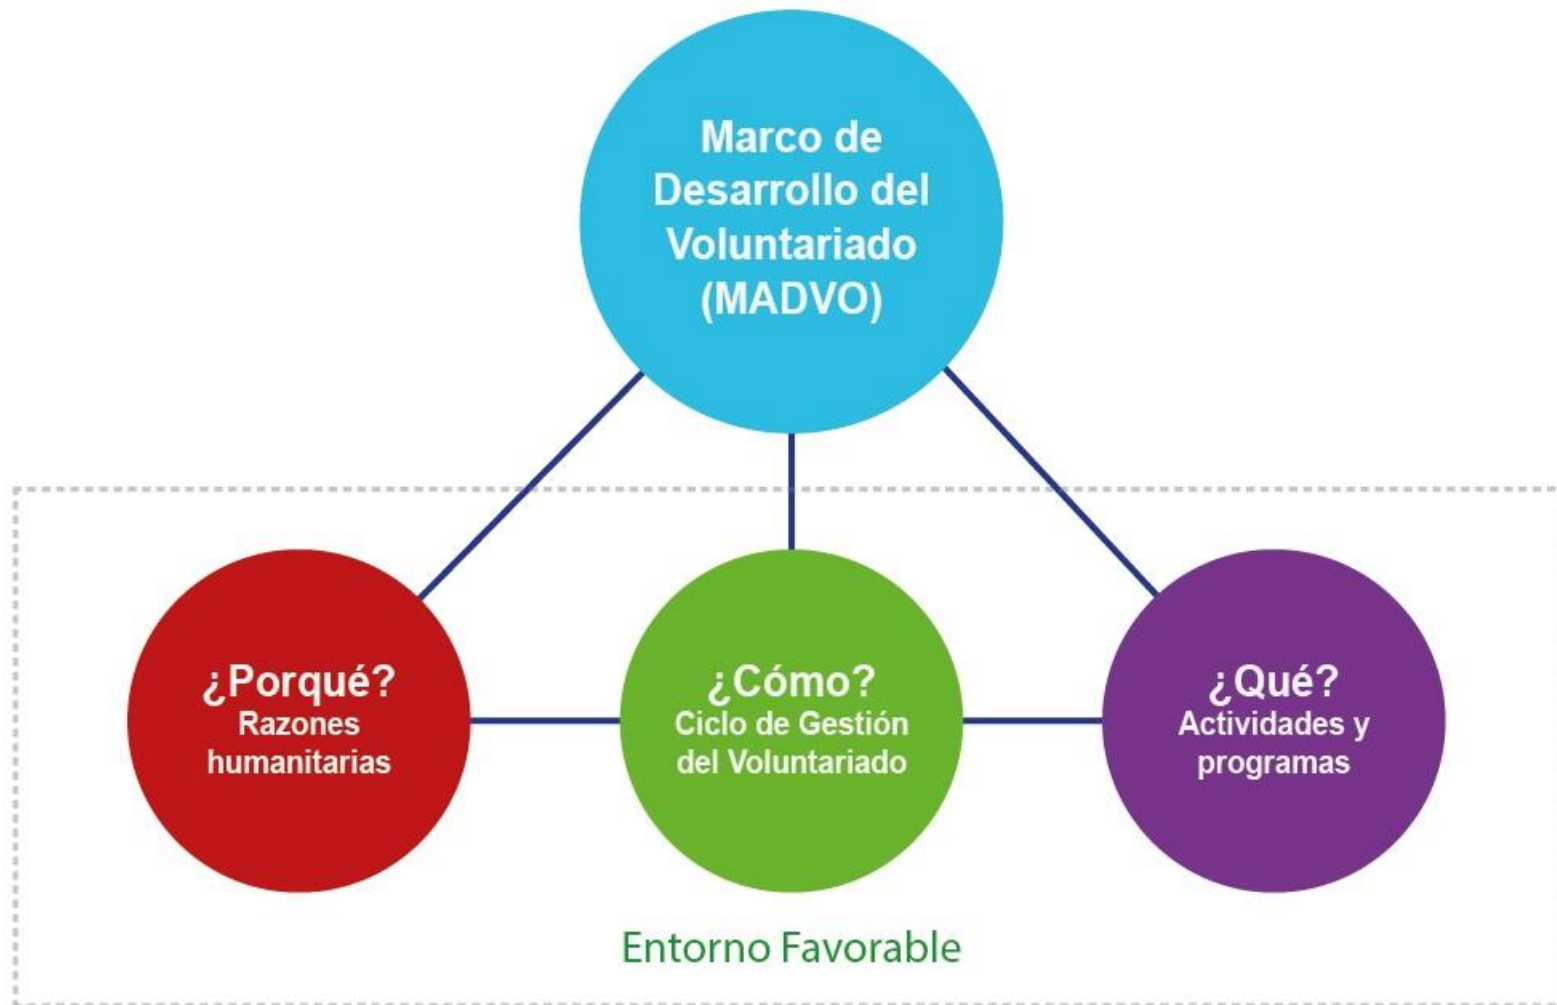 Marco de
Desarrollo del
Voluntariado
(MADVO)
¿Porqué?
Razones
humanitarias
¿Cómo?
Ciclo de Gestión
del Voluntariado
¿Qué?
Actividades y
programas
Entorno Favorable